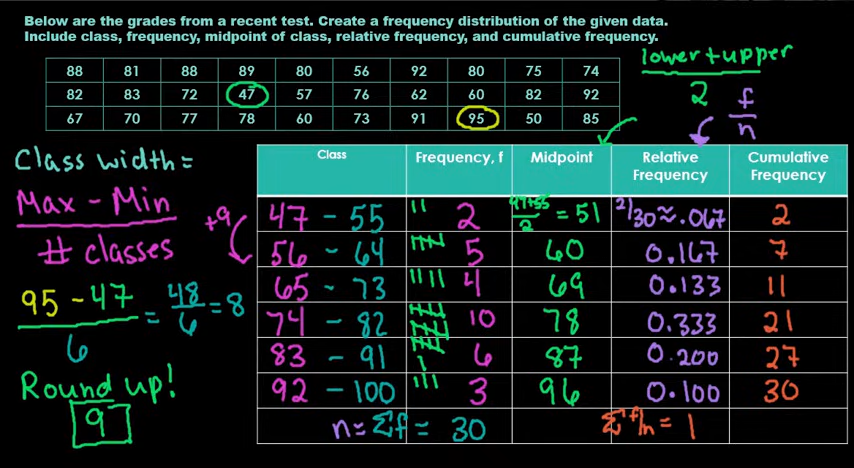 Below are the grades from a recent test. Create a frequency distribution of the given data.
Include class, frequency, midpoint of class, relative frequency, and cumulative frequency.
88 81 88 89 80 56 92 80 75 74
82 83 72 47 57 76 62 60 82 92
67 70 77 78 60 73 91 95 50 85
lower + upper
2
f
n
Class width =
Max - Min
# classes
95 - 47
6
= 48
6
= 8
Round up!
9
+9
Class Frequency, f Midpoint Relative Frequency Cumulative Frequency
47 - 55 2 47+55 / 2 = 51 2/30 ≈ .067 2
56 - 64 5 60 0.167 7
65 - 73 4 69 0.133 11
74 - 82 10 78 0.333 21
83 - 91 6 87 0.200 27
92 - 100 3 96 0.100 30
n = Σf = 30 Σ f/n = 1